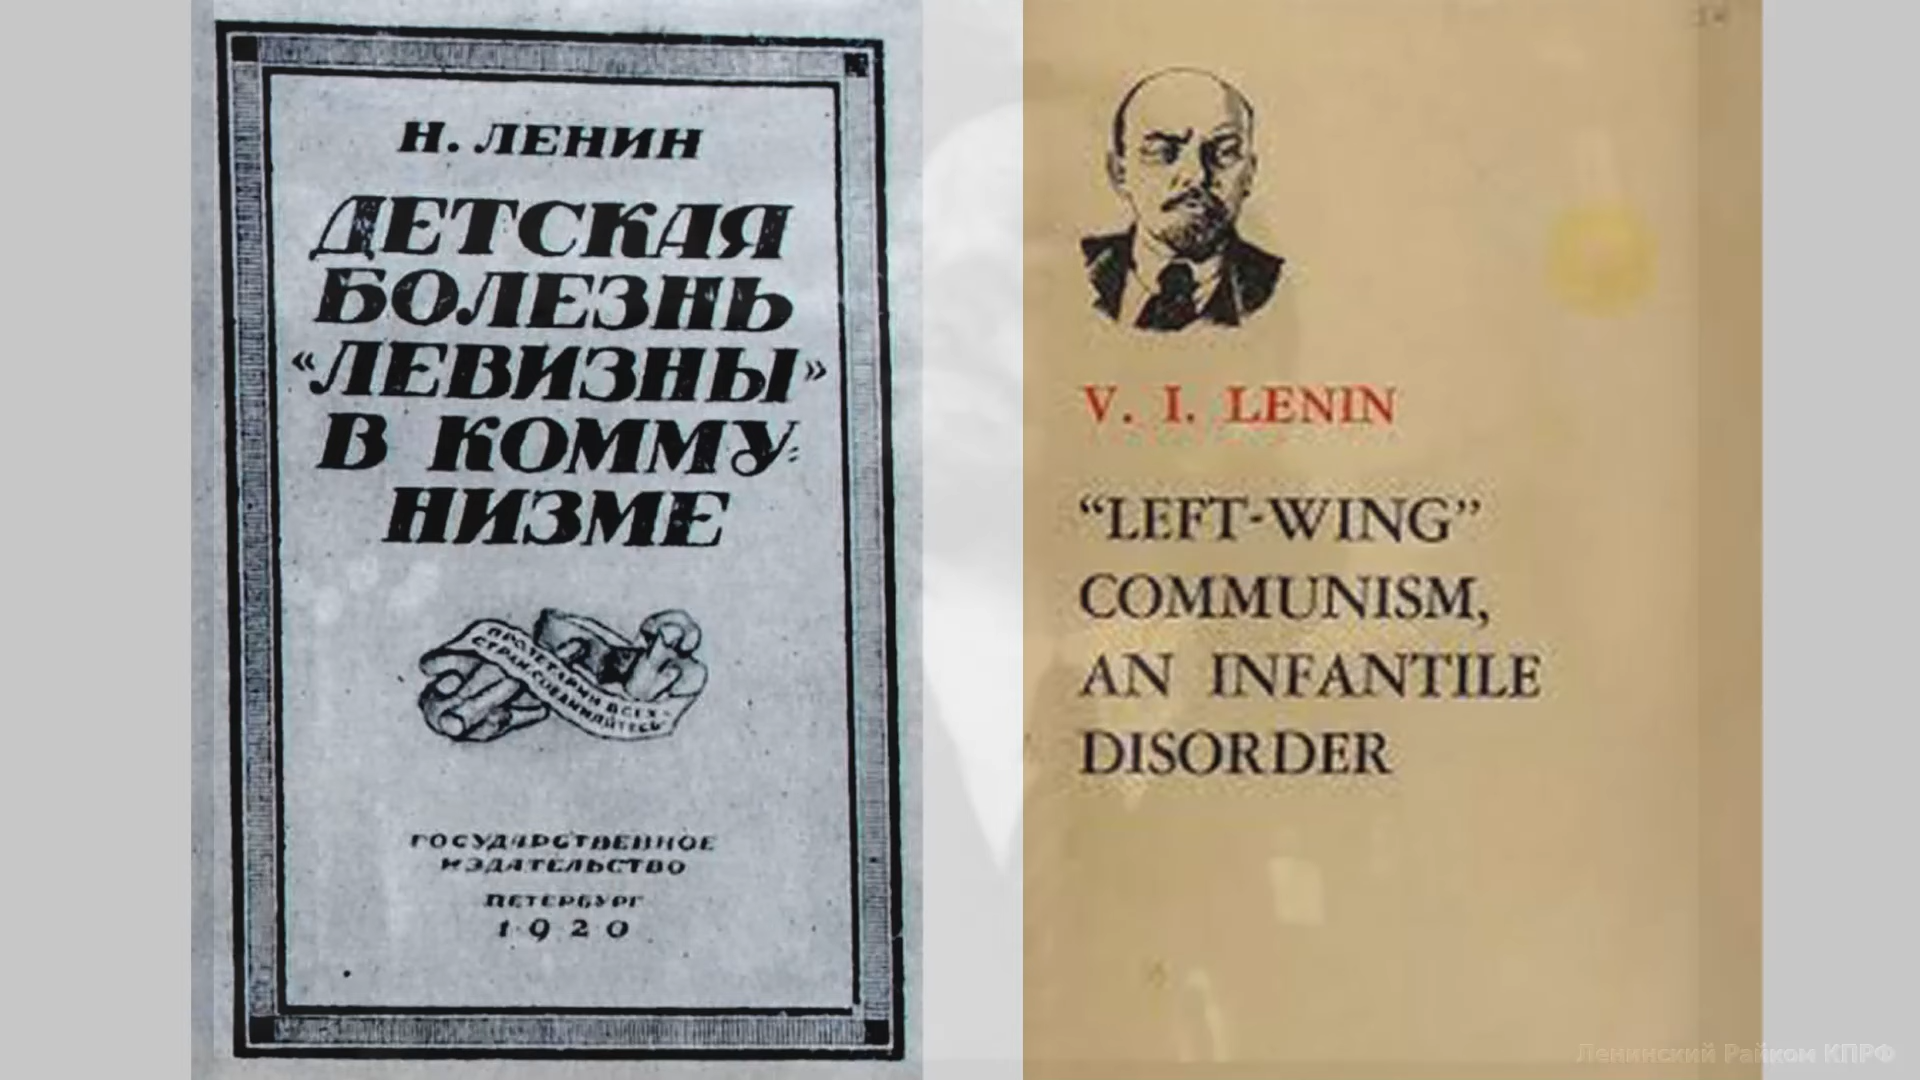 Н. ЛЕНИН
ДЕТСКАЯ
БОЛЕЗНЬ
«ЛЕВИЗНЫ»
В КОММУ-
НИЗМЕ
ПРОЛЕТАРИИ ВСЕХ
СТРАН, СОЕДИНЯЙТЕСЬ
ГОСУДАРСТВЕННОЕ
ИЗДАТЕЛЬСТВО
ПЕТЕРБУРГ
1920
V. I. LENIN
“LEFT-WING”
COMMUNISM,
AN INFANTILE
DISORDER
Ленинский Райком КПРФ